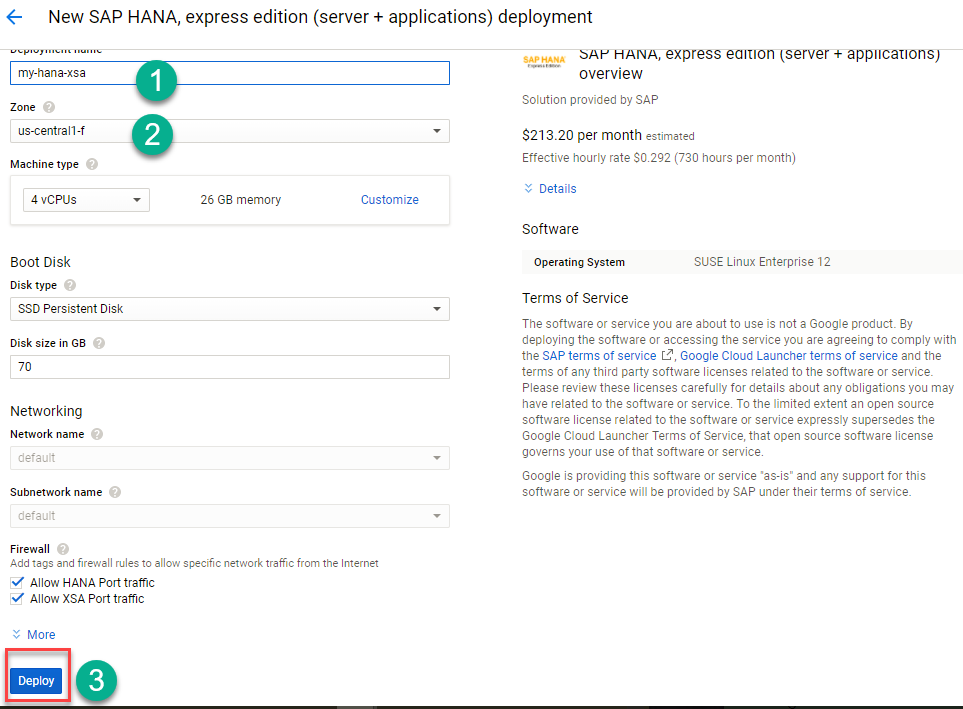 New SAP HANA, express edition (server + applications) deployment
Deployment name
my-hana-xsa
1
Zone
us-central1-f
2
Machine type
4 vCPUs
26 GB memory
Customize
Boot Disk
Disk type
SSD Persistent Disk
Disk size in GB
70
Networking
Network name
default
Subnetwork name
default
Firewall
Add tags and firewall rules to allow specific network traffic from the Internet
Allow HANA Port traffic
Allow XSA Port traffic
More
Deploy
3
SAP HANA
Express Edition
SAP HANA, express edition (server + applications)
overview
Solution provided by SAP
$213.20 per month estimated
Effective hourly rate $0.292 (730 hours per month)
Details
Software
Operating System
SUSE Linux Enterprise 12
Terms of Service
The software or service you are about to use is not a Google product. By
deploying the software or accessing the service you are agreeing to comply with
the SAP terms of service , Google Cloud Launcher terms of service and the
terms of any third party software licenses related to the software or service.
Please review these licenses carefully for details about any obligations you may
have related to the software or service. To the limited extent an open source
software license related to the software or service expressly supersedes the
Google Cloud Launcher Terms of Service, that open source software license
governs your use of that software or service.
Google is providing this software or service "as-is" and any support for this
software or service will be provided by SAP under their terms of service.